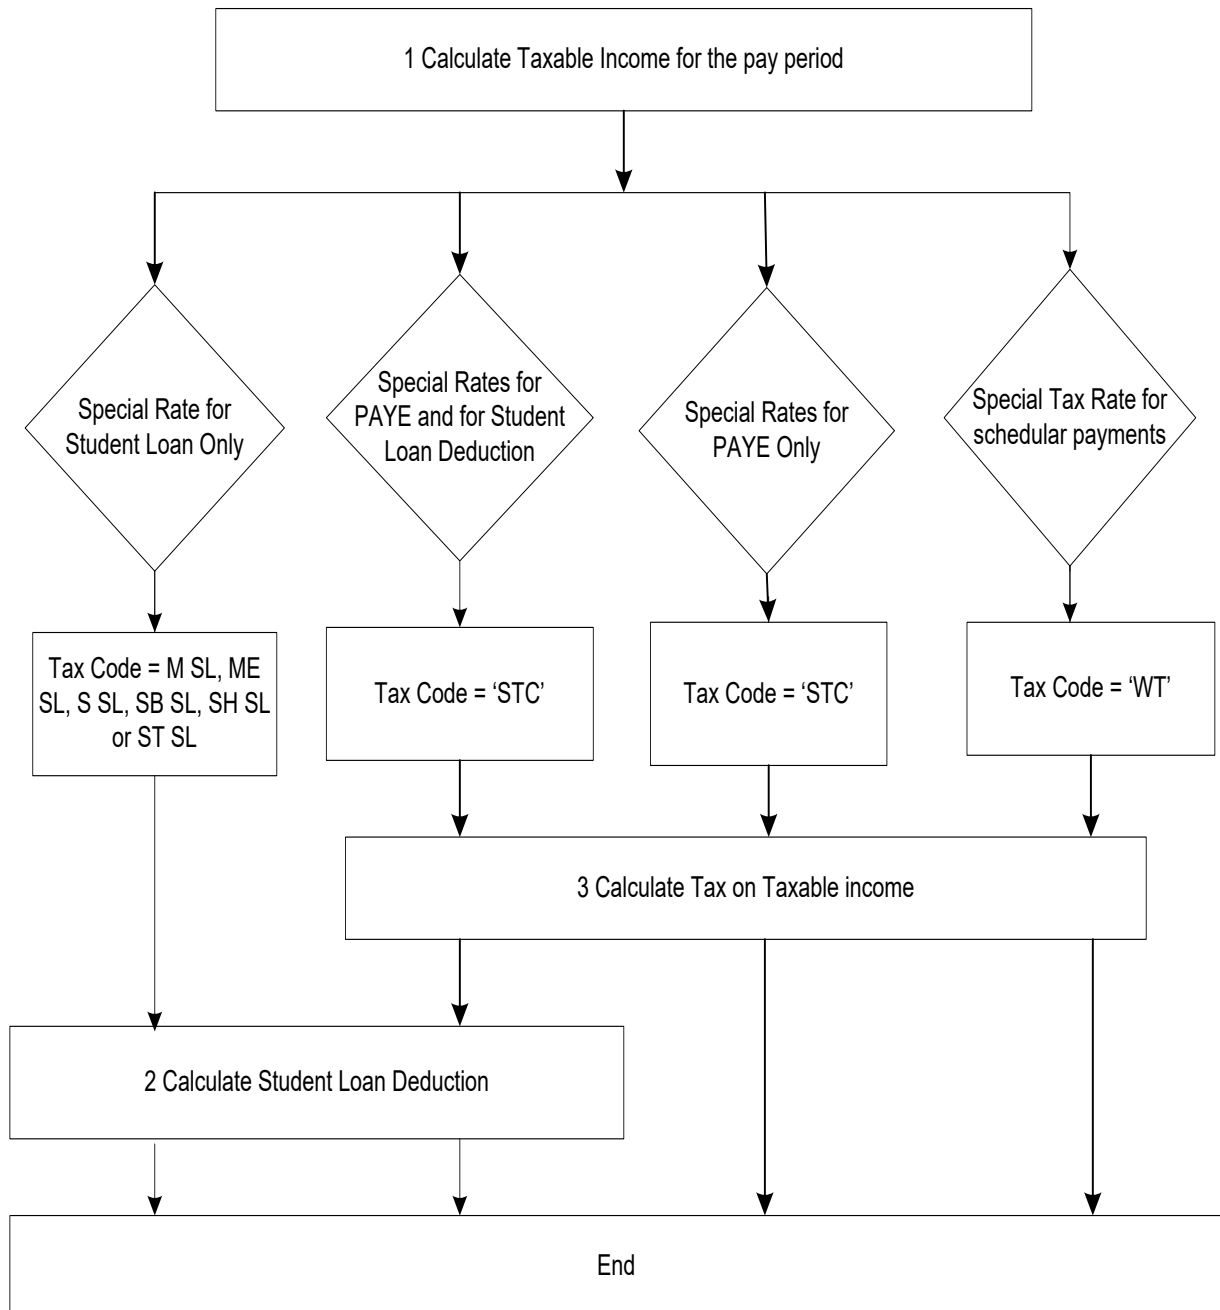 1 Calculate Taxable Income for the pay period
Special Rate for
Student Loan Only
Special Rates for
PAYE and for Student
Loan Deduction
Special Rates for
PAYE Only
Special Tax Rate for
schedular payments
Tax Code = M SL, ME
SL, S SL, SB SL, SH SL
or ST SL
Tax Code = ‘STC’
Tax Code = ‘STC’
Tax Code = ‘WT’
3 Calculate Tax on Taxable income
2 Calculate Student Loan Deduction
End